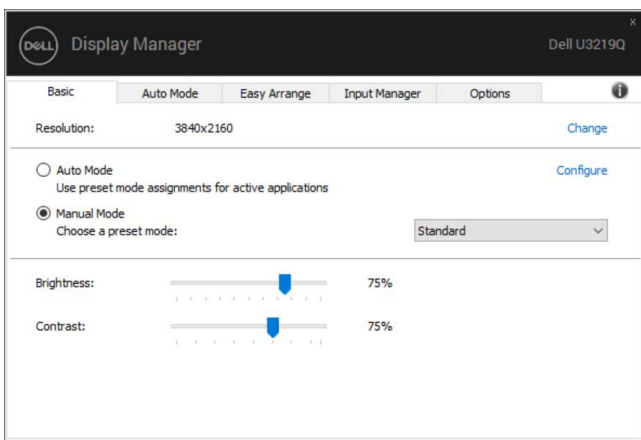 DELL
Display Manager
Dell U3219Q
x
Basic
Auto Mode
Easy Arrange
Input Manager
Options
i
Resolution:
3840x2160
Change
Auto Mode
Configure
Use preset mode assignments for active applications
Manual Mode
Choose a preset mode:
Standard
Brightness:
75%
Contrast:
75%